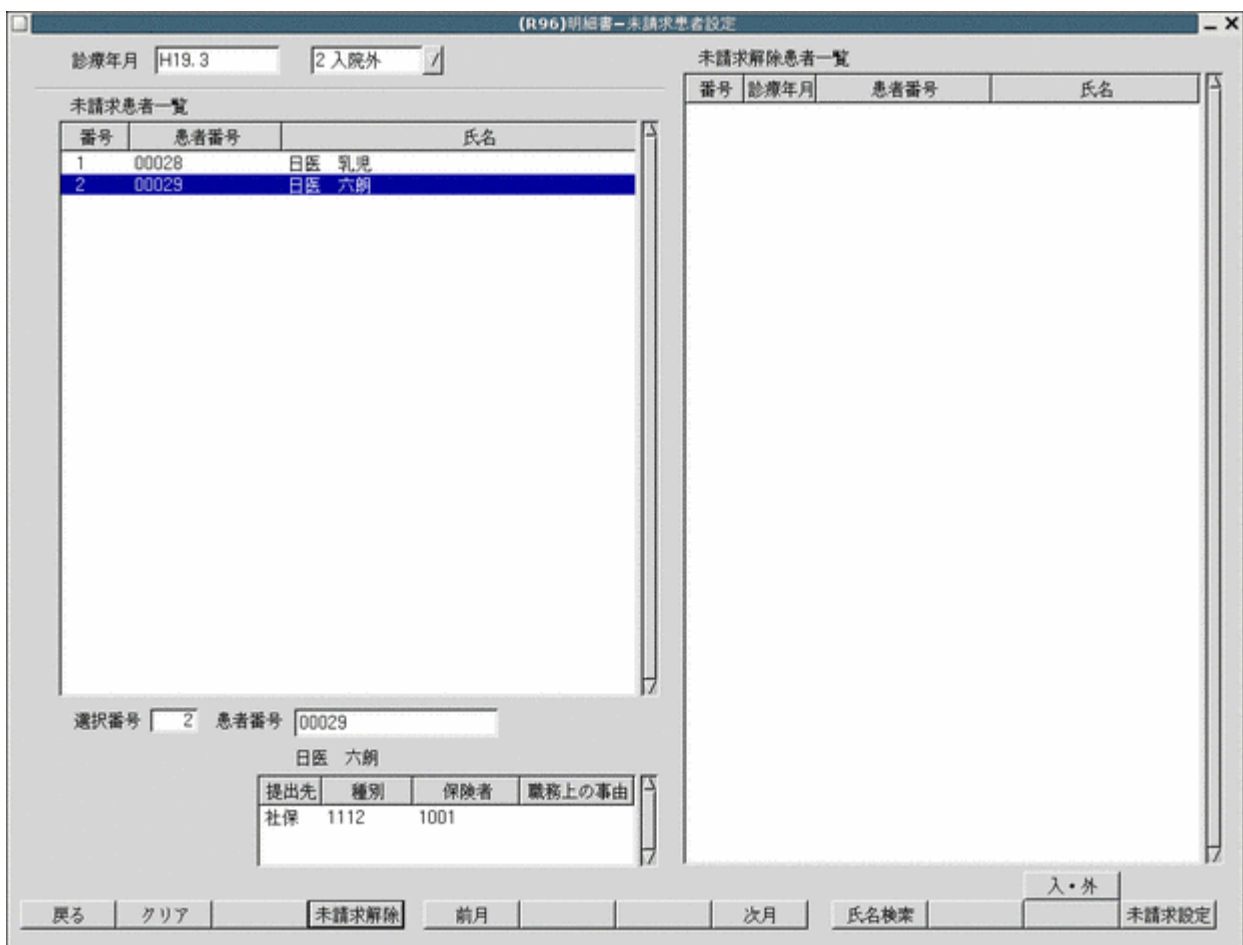 (R96)明細書－未請求患者設定
診療年月 H19.3 2 入院外
未請求患者一覧
番号 患者番号 氏名
1 00028 日医 乳児
2 00029 日医 六朗
選択番号 2 患者番号 00029
日医 六朗
提出先 種別 保険者 職務上の事由
社保 1112 1001
未請求解除患者一覧
番号 診療年月 患者番号 氏名
入・外
戻る クリア 未請求解除 前月 次月 氏名検索 未請求設定